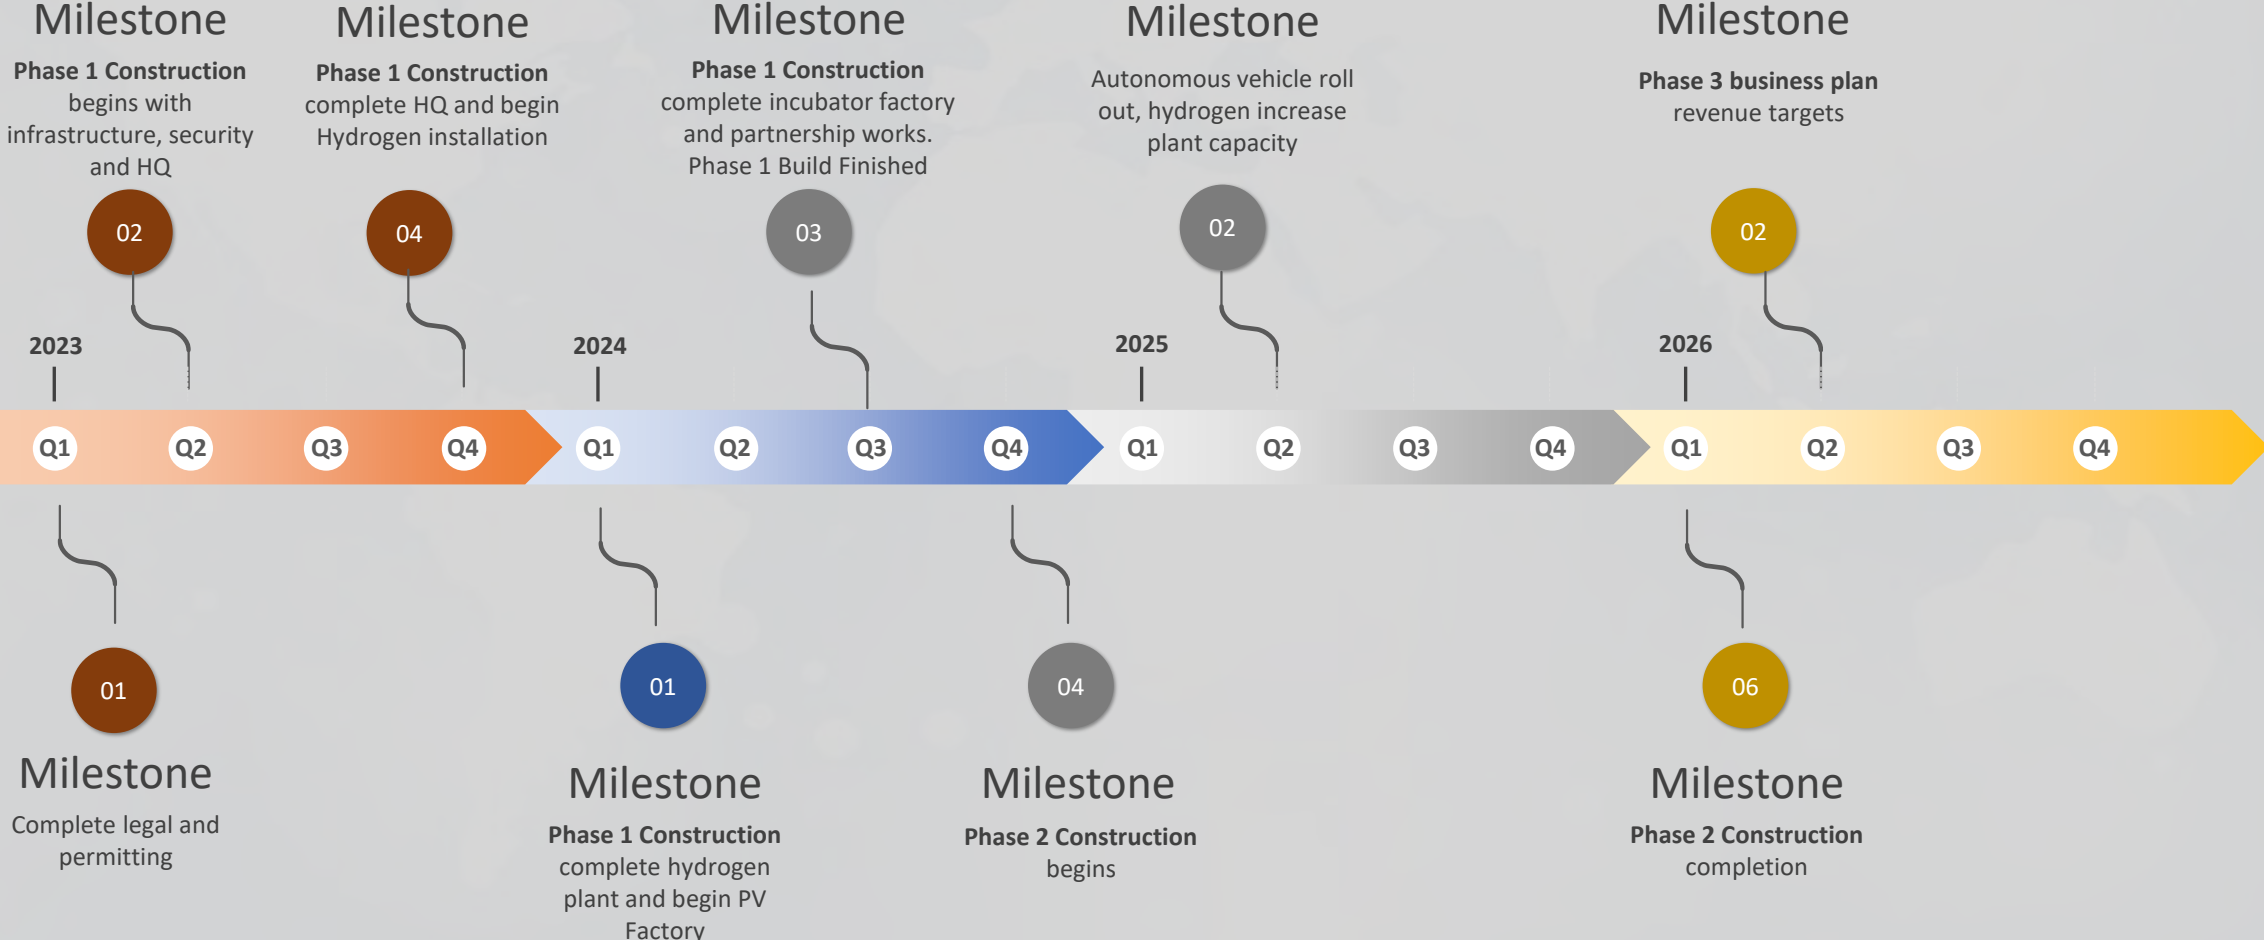 Milestone
Phase 1 Construction
begins with
infrastructure, security
and HQ
02
Milestone
Phase 1 Construction
complete HQ and begin
Hydrogen installation
04
Milestone
Phase 1 Construction
complete incubator factory
and partnership works.
Phase 1 Build Finished
03
Milestone
Autonomous vehicle roll
out, hydrogen increase
plant capacity
02
Milestone
Phase 3 business plan
revenue targets
02
2023
2024
2025
2026
Q1
Q2
Q3
Q4
Q1
Q2
Q3
Q4
Q1
Q2
Q3
Q4
Q1
Q2
Q3
Q4
01
Milestone
Complete legal and
permitting
01
Milestone
Phase 1 Construction
complete hydrogen
plant and begin PV
Factory
04
Milestone
Phase 2 Construction
begins
06
Milestone
Phase 2 Construction
completion